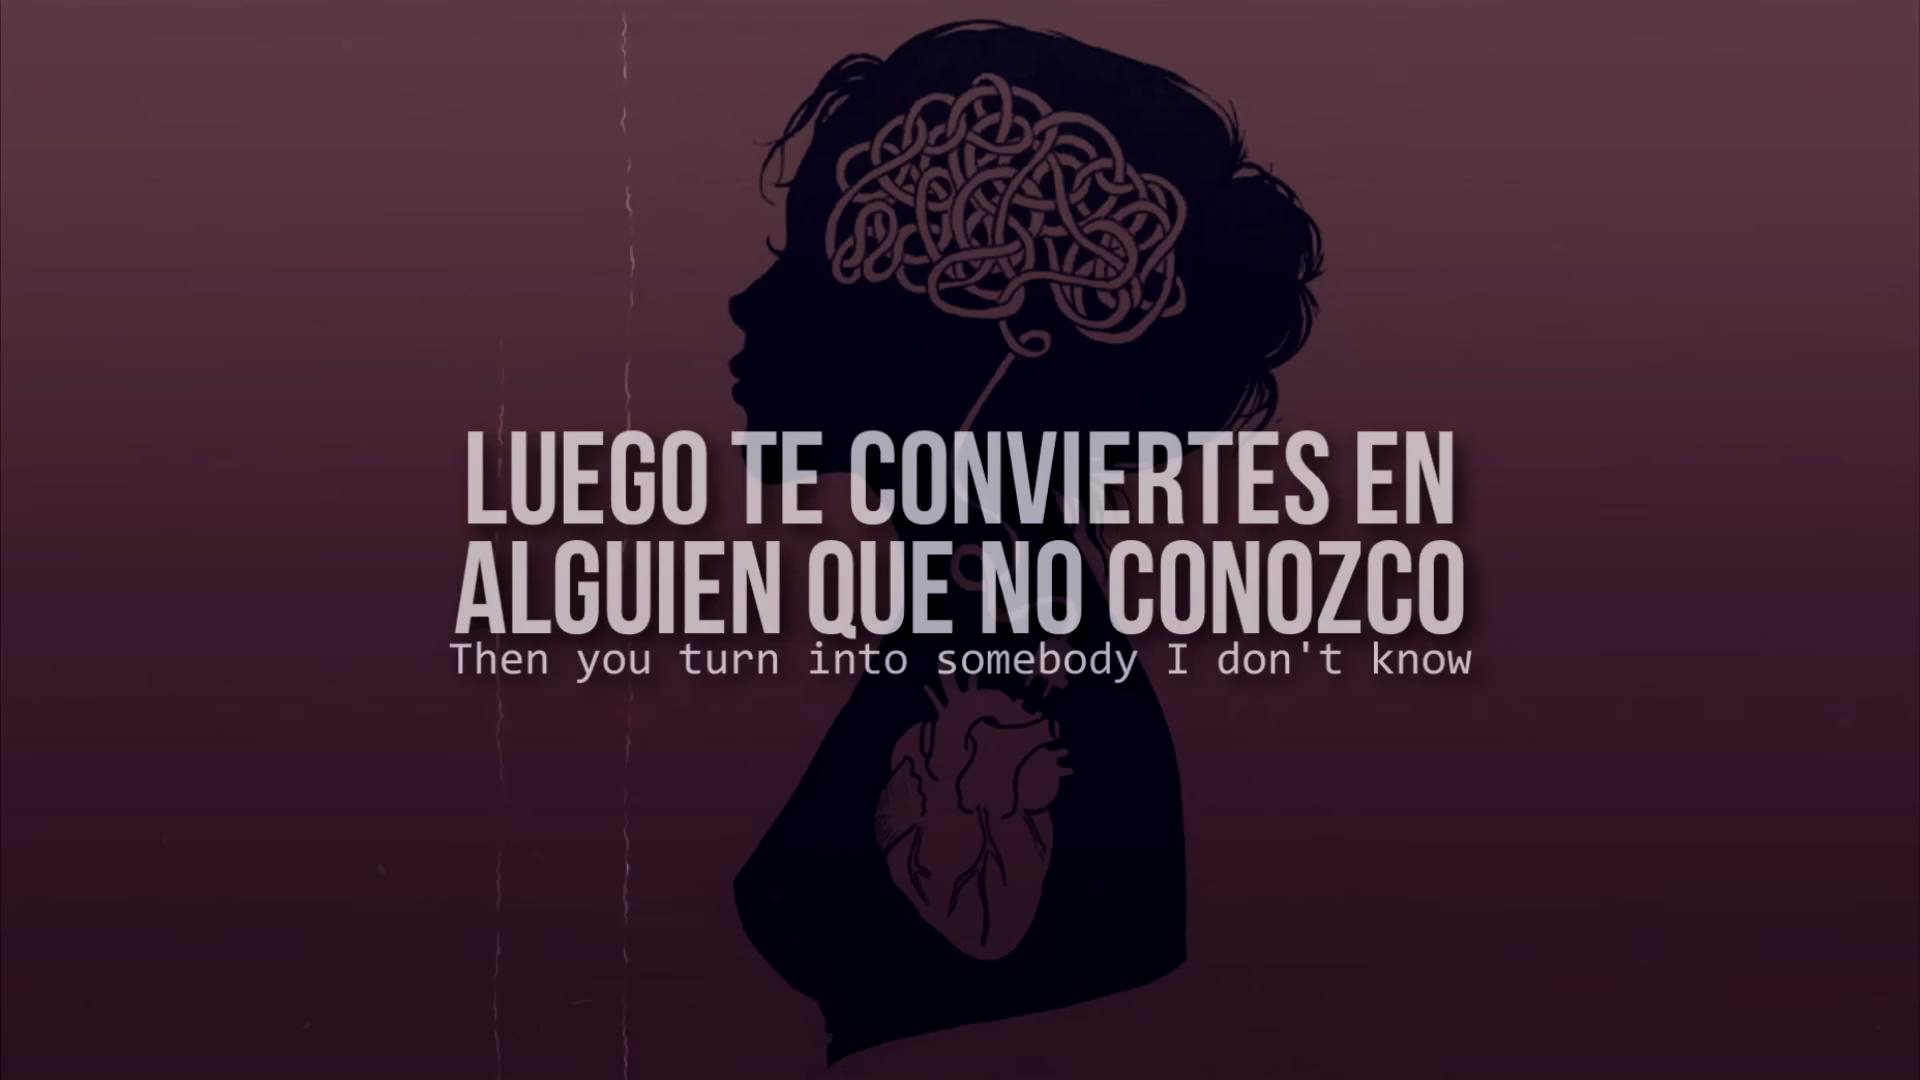 LUEGO TE CONVIERTES EN
ALGUIEN QUE NO CONOZCO
Then you turn into somebody I don't know